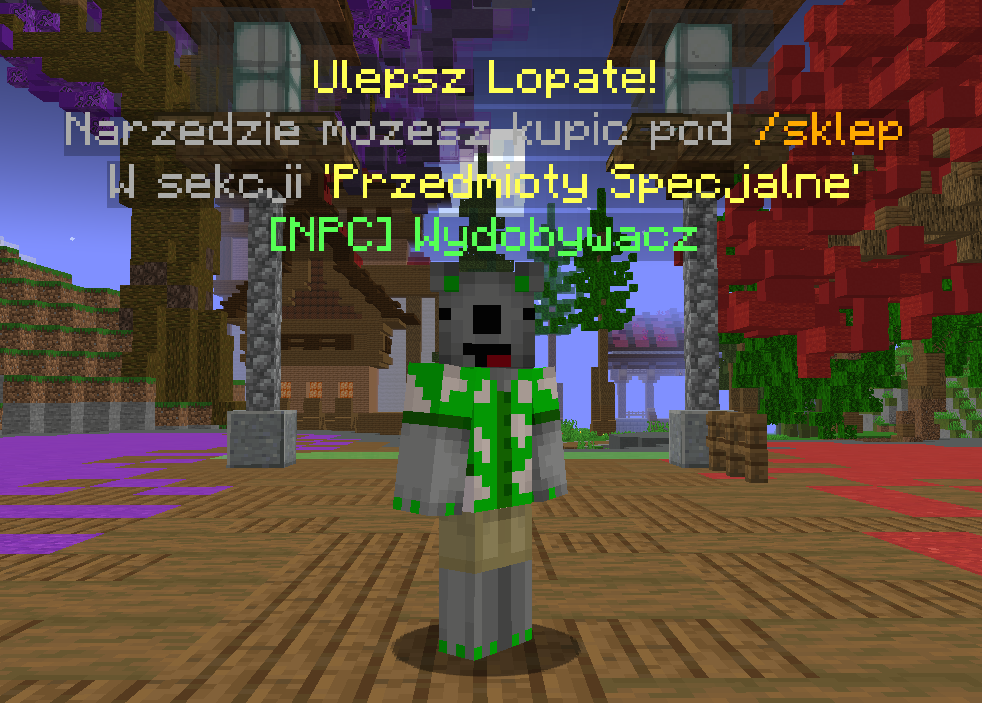 Ulepsz Lopate!
Narzedzie mozesz kupic pod /sklep
W sekcji 'Przedmioty Specjalne'
[NPC] Wydobywacz